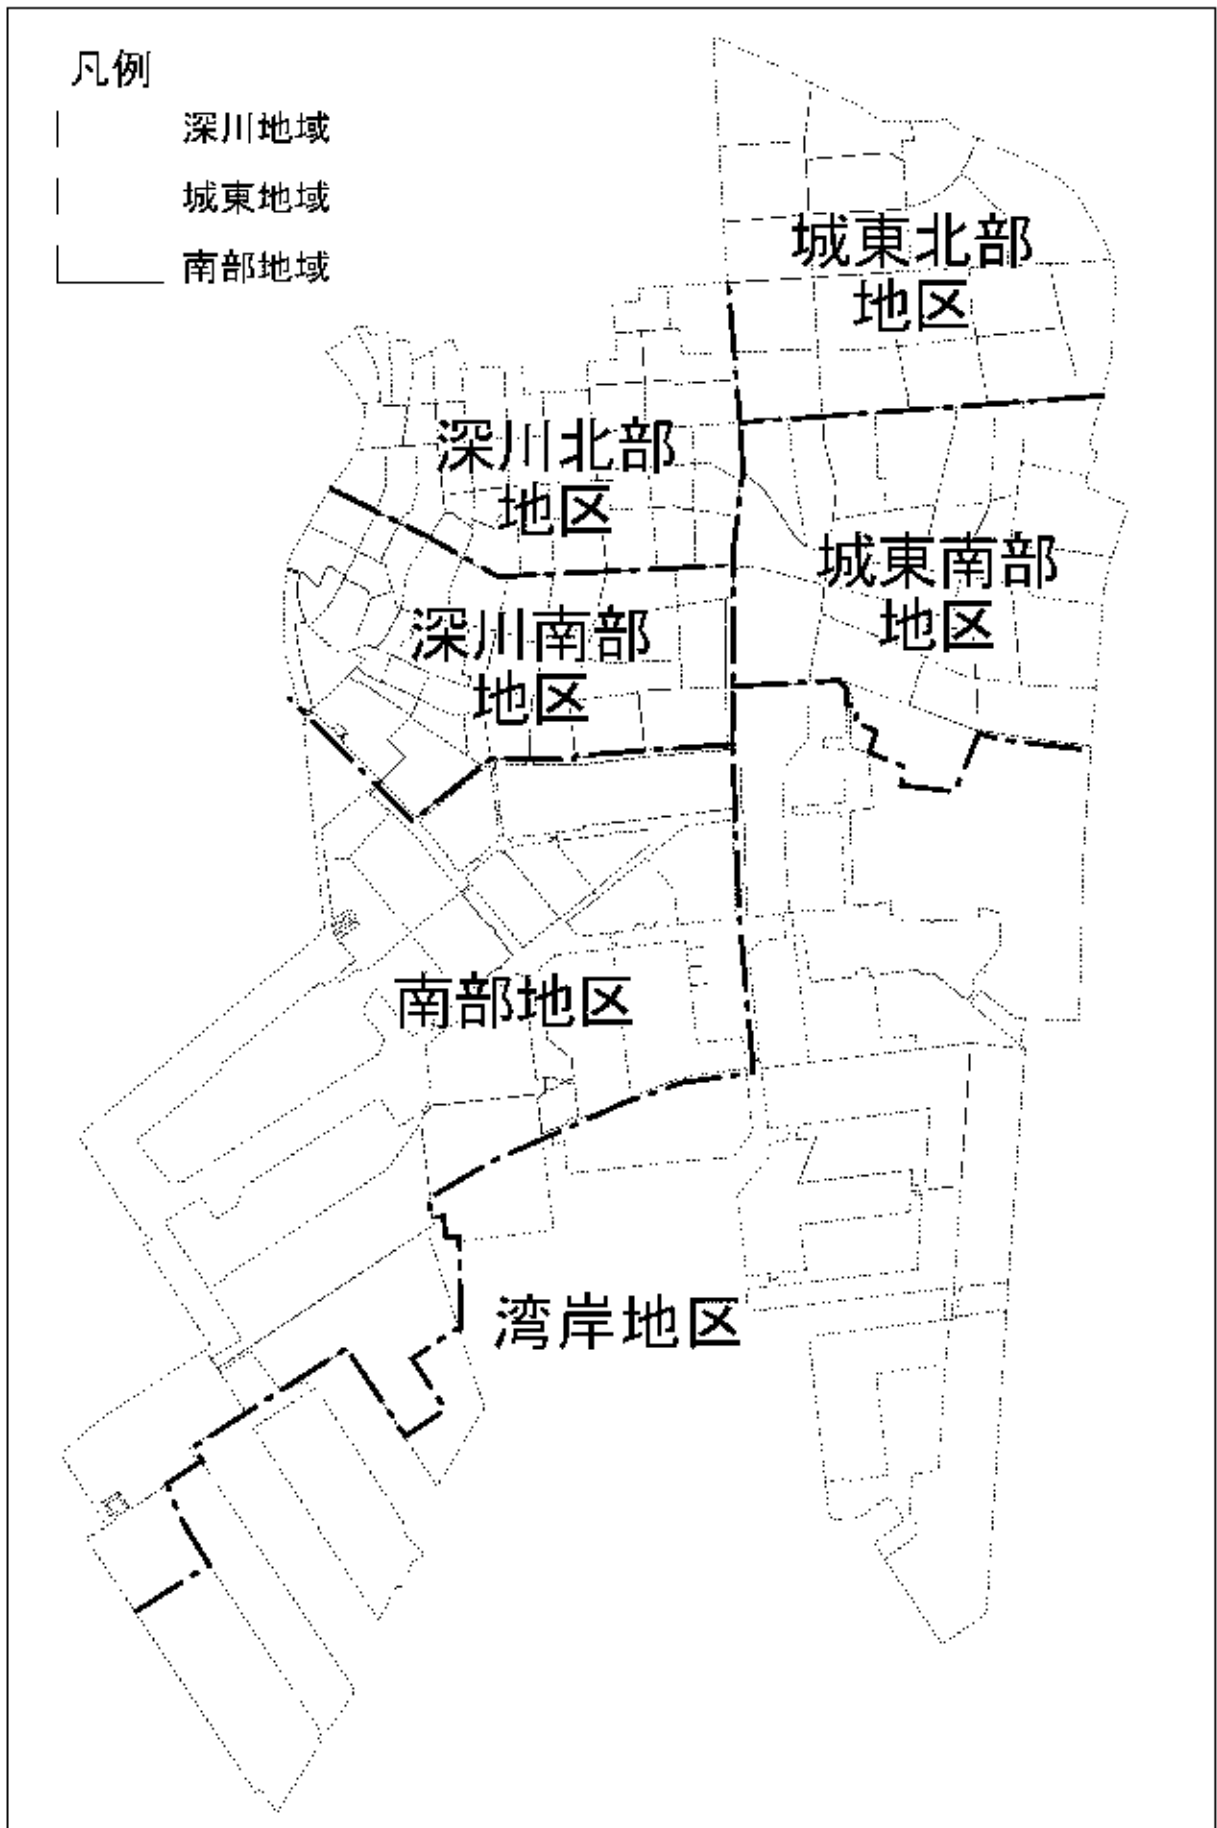 凡例
深川地域
城東地域
南部地域
城東北部
地区
深川北部
地区
城東南部
地区
深川南部
地区
南部地区
湾岸地区